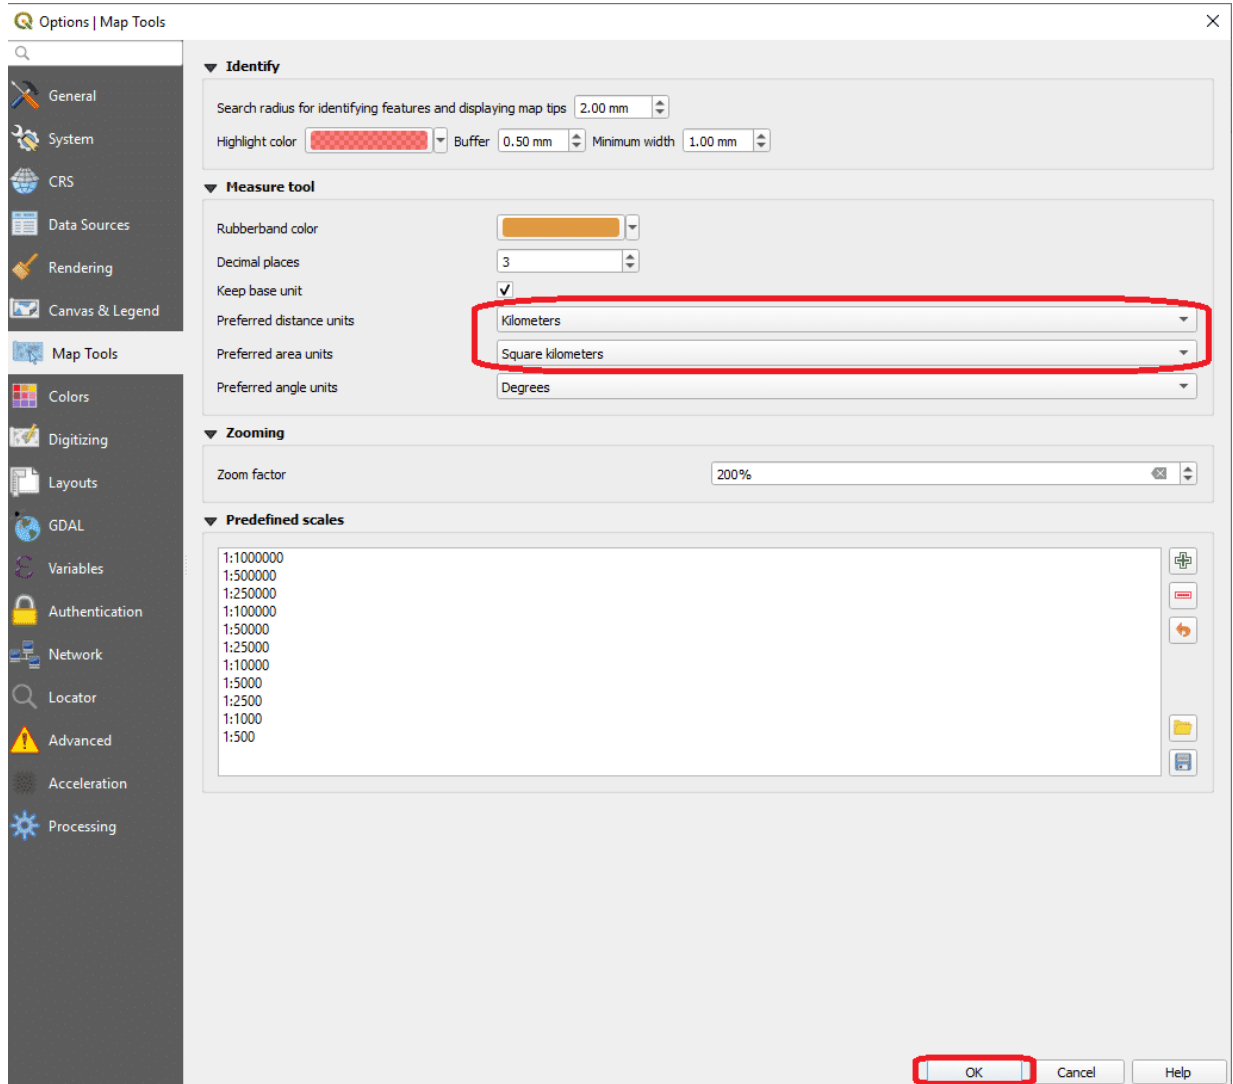 Options | Map Tools
General
System
CRS
Data Sources
Rendering
Canvas & Legend
Map Tools
Colors
Digitizing
Layouts
GDAL
Variables
Authentication
Network
Locator
Advanced
Acceleration
Processing
Identify
Search radius for identifying features and displaying map tips 2.00 mm
Highlight color Buffer 0.50 mm Minimum width 1.00 mm
Measure tool
Rubberband color
Decimal places 3
Keep base unit
Preferred distance units Kilometers
Preferred area units Square kilometers
Preferred angle units Degrees
Zooming
Zoom factor 200%
Predefined scales
1:1000000
1:500000
1:250000
1:100000
1:50000
1:25000
1:10000
1:5000
1:2500
1:1000
1:500
OK Cancel Help